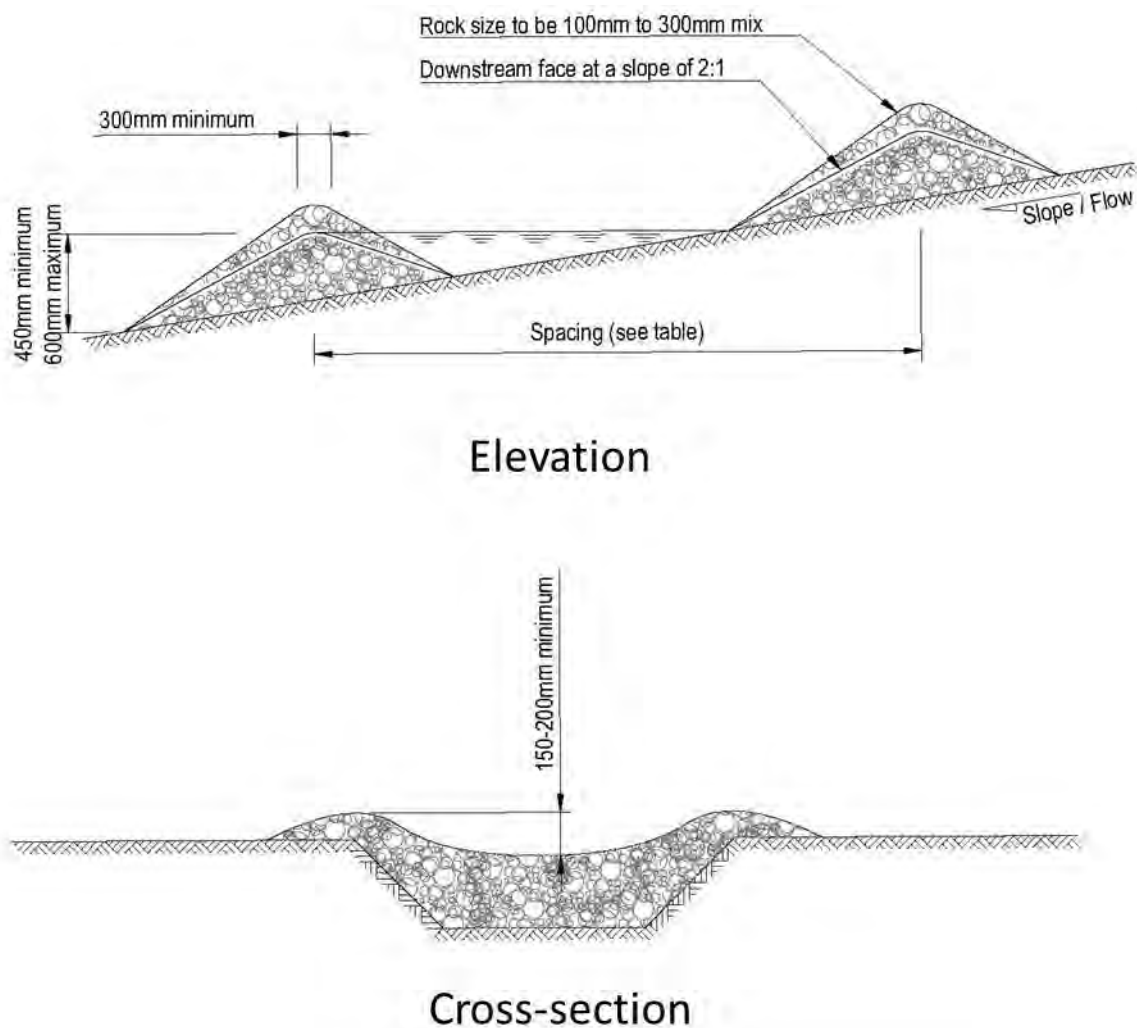 Rock size to be 100mm to 300mm mix
Downstream face at a slope of 2:1
300mm minimum
450mm minimum
600mm maximum
Slope / Flow
Spacing (see table)
Elevation
150-200mm minimum
Cross-section